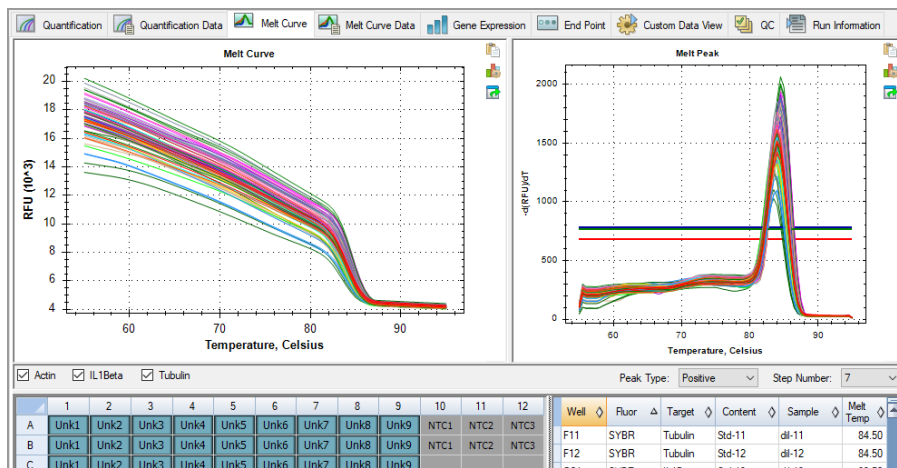 Quantification Quantification Data Melt Curve Melt Curve Data Gene Expression End Point Custom Data View QC Run Information
Melt Curve
RFU (10^3)
20
18
16
14
12
10
8
6
4
60 70 80 90
Temperature, Celsius
Melt Peak
-d(RFU)/dT
2000
1500
1000
500
0
60 70 80 90
Temperature, Celsius
Actin IL1Beta Tubulin
Peak Type: Positive Step Number: 7
1 2 3 4 5 6 7 8 9 10 11 12
A Unk1 Unk2 Unk3 Unk4 Unk5 Unk6 Unk7 Unk8 Unk9 NTC1 NTC2 NTC3
B Unk1 Unk2 Unk3 Unk4 Unk5 Unk6 Unk7 Unk8 Unk9 NTC1 NTC2 NTC3
C Unk1 Unk2 Unk3 Unk4 Unk5 Unk6 Unk7 Unk8 Unk9
Well Fluor Target Content Sample Melt Temp
F11 SYBR Tubulin Std-11 dil-11 84.50
F12 SYBR Tubulin Std-12 dil-12 84.50